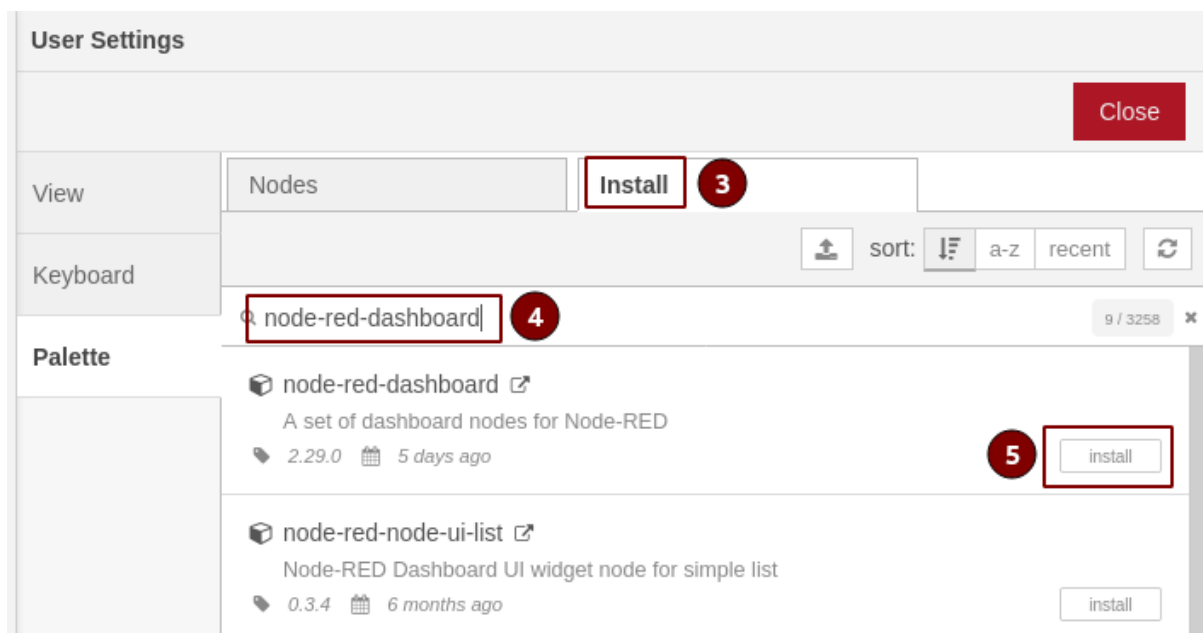 User Settings
Close
View
Keyboard
Palette
Nodes
Install
3
sort:
a-z
recent
node-red-dashboard
4
9 / 3258
node-red-dashboard
A set of dashboard nodes for Node-RED
2.29.0 5 days ago
5
install
node-red-node-ui-list
Node-RED Dashboard UI widget node for simple list
0.3.4 6 months ago
install